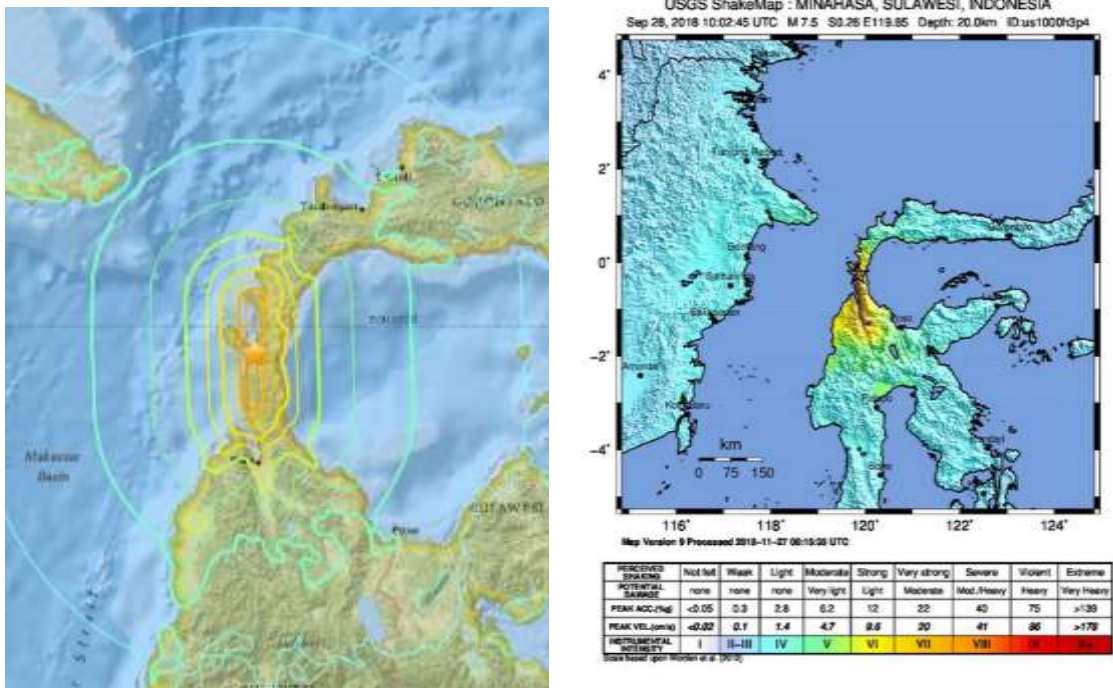 Makassar
Basin
Strait
GORONTALO
SULAWESI
Poso
USGS ShakeMap : MINAHASA, SULAWESI, INDONESIA
Sep 28, 2018 10:02:45 UTC M 7.5 S0.26 E119.85 Depth: 20.0km ID:us1000h3p4
4°
2°
0°
−2°
−4°
Poso
km
0 75 150
116° 118° 120° 122° 124°
Map Version 9 Processed 2018-11-27 06:15:35 UTC
PERCEIVED SHAKING Not felt Weak Light Moderate Strong Very strong Severe Violent Extreme
POTENTIAL DAMAGE none none none Very light Light Moderate Mod./Heavy Heavy Very Heavy
PEAK ACC.(%g) <0.05 0.3 2.8 6.2 12 22 40 75 >139
PEAK VEL.(cm/s) <0.02 0.1 1.4 4.7 9.6 20 41 86 >178
INSTRUMENTAL INTENSITY I II–III IV V VI VII VIII IX X+
Scale based upon Worden et al. (2012)